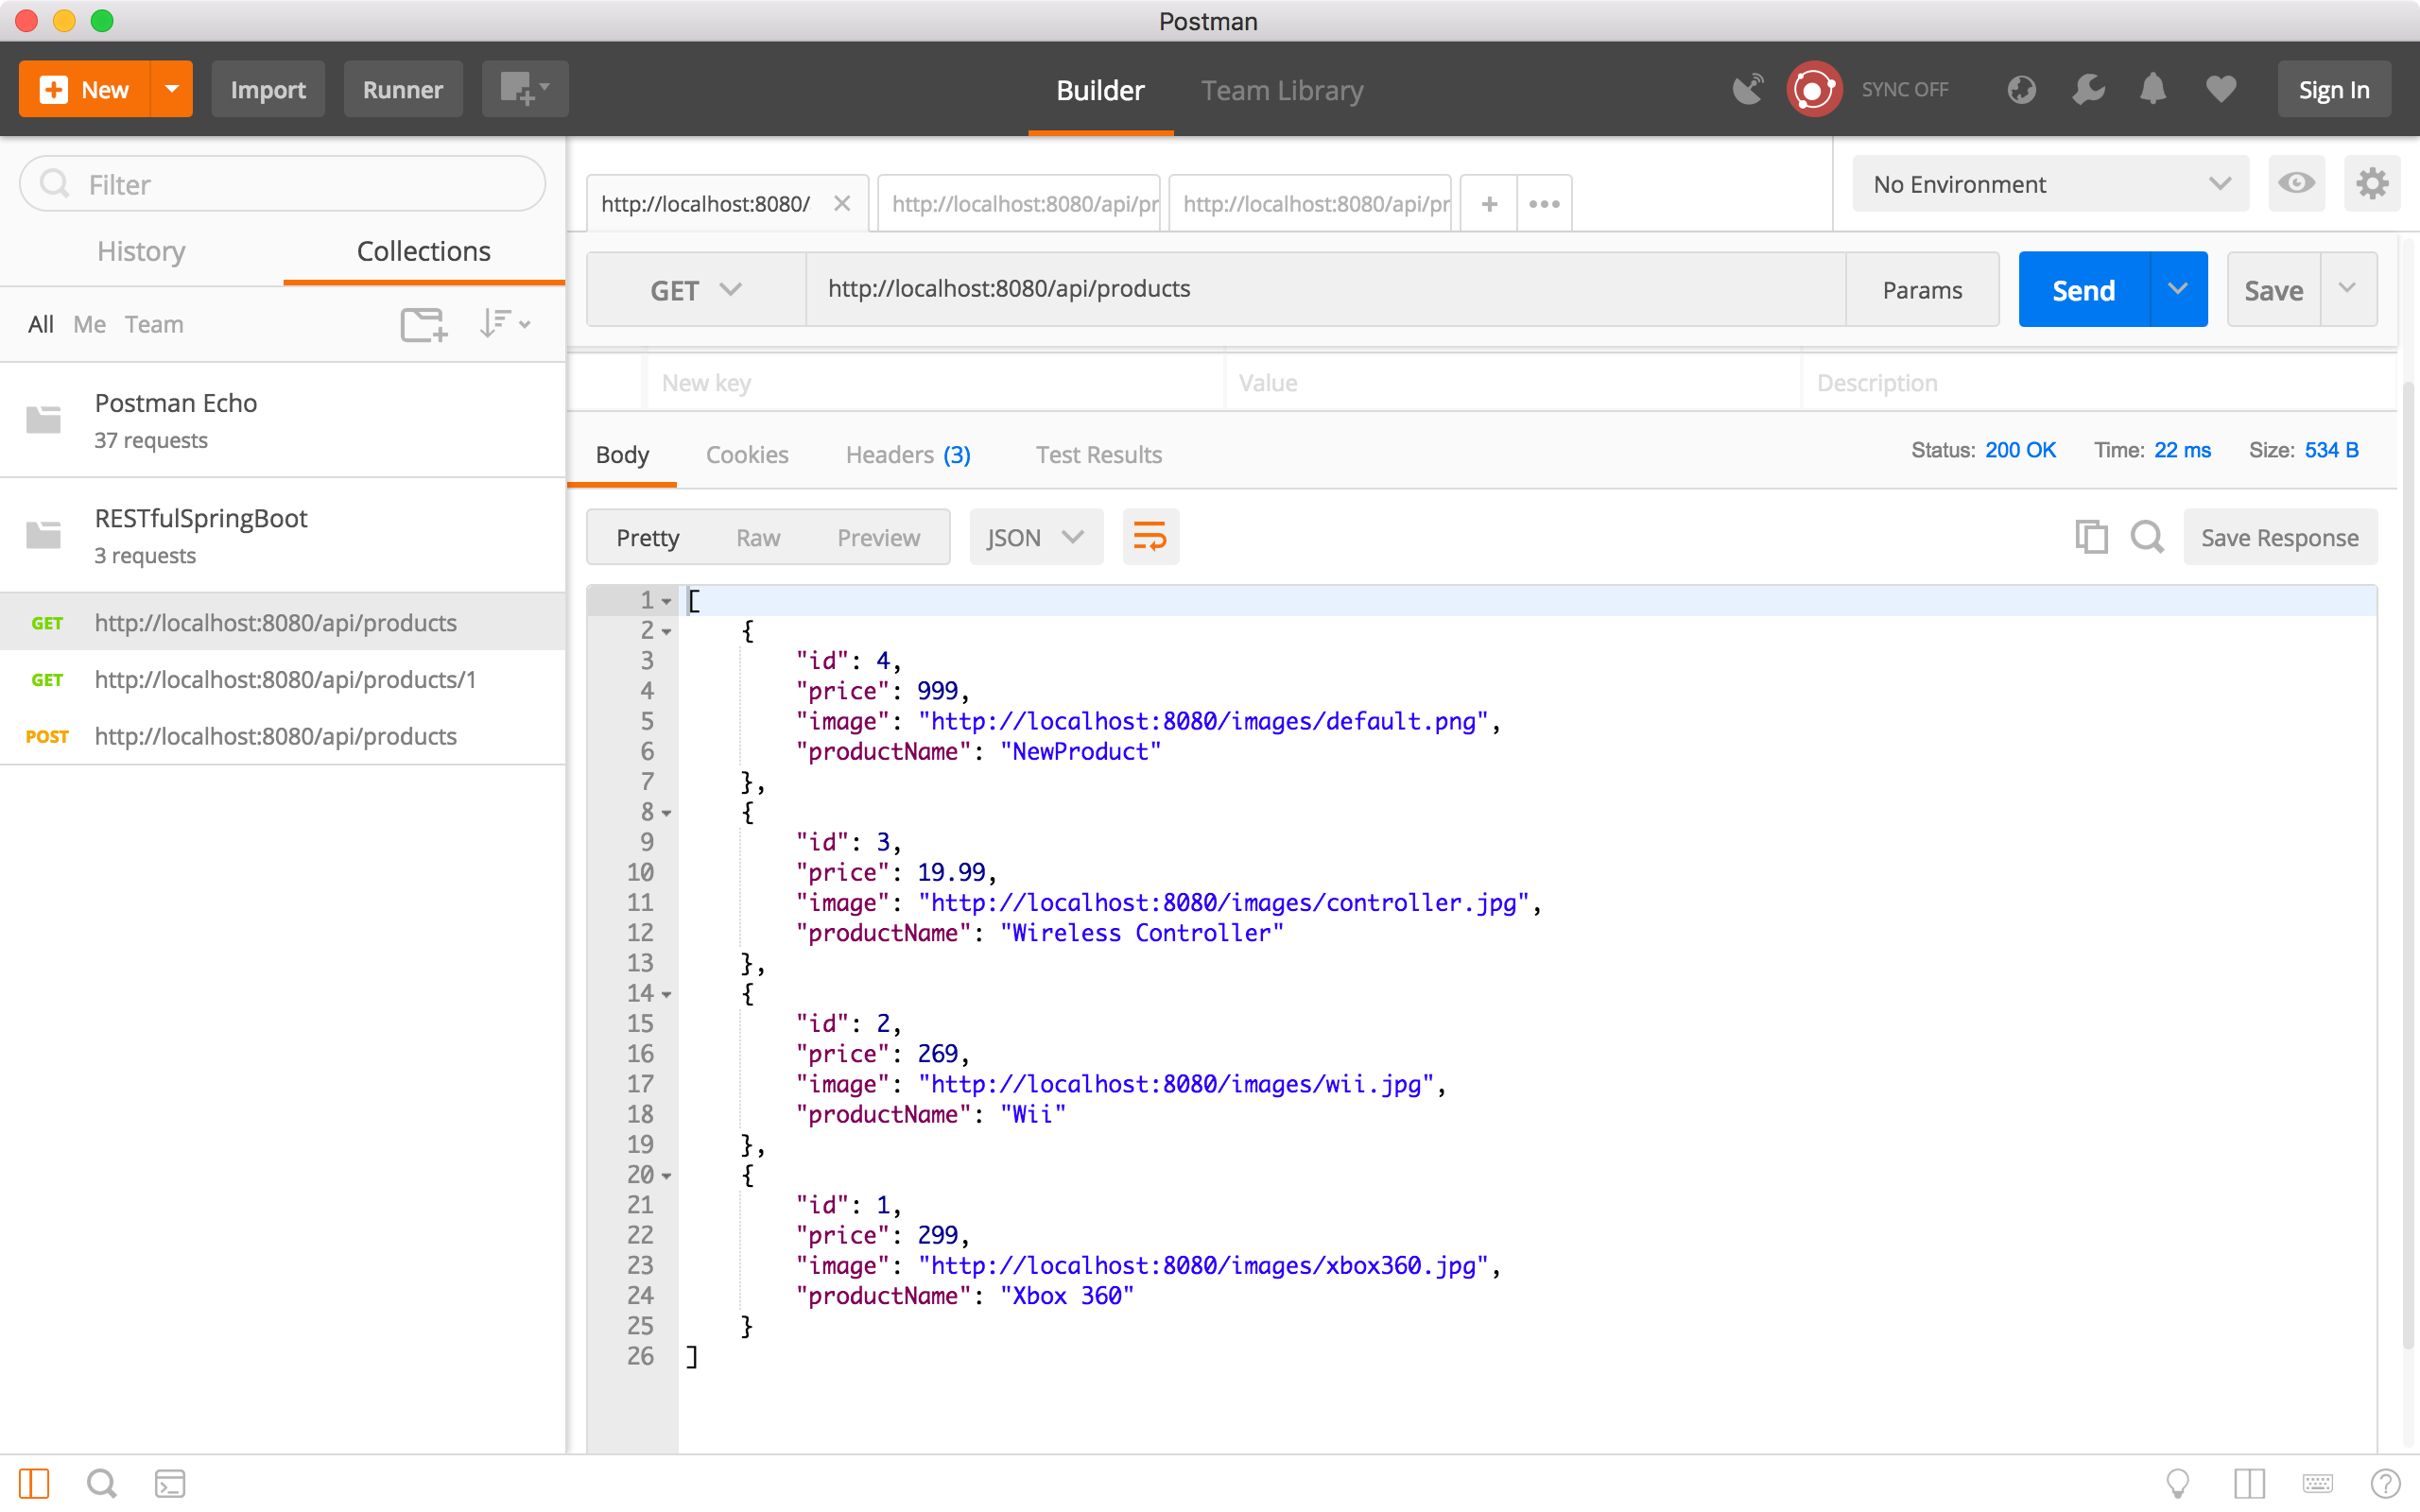 Postman
New
Import
Runner
Builder
Team Library
SYNC OFF
Sign In
Filter
History
Collections
All Me Team
Postman Echo
37 requests
RESTfulSpringBoot
3 requests
GET http://localhost:8080/api/products
GET http://localhost:8080/api/products/1
POST http://localhost:8080/api/products
http://localhost:8080/
http://localhost:8080/api/pr
http://localhost:8080/api/pr
No Environment
GET
http://localhost:8080/api/products
Params
Send
Save
New key
Value
Description
Body
Cookies
Headers (3)
Test Results
Status: 200 OK
Time: 22 ms
Size: 534 B
Pretty
Raw
Preview
JSON
Save Response
1 [
2 {
3 "id": 4,
4 "price": 999,
5 "image": "http://localhost:8080/images/default.png",
6 "productName": "NewProduct"
7 },
8 {
9 "id": 3,
10 "price": 19.99,
11 "image": "http://localhost:8080/images/controller.jpg",
12 "productName": "Wireless Controller"
13 },
14 {
15 "id": 2,
16 "price": 269,
17 "image": "http://localhost:8080/images/wii.jpg",
18 "productName": "Wii"
19 },
20 {
21 "id": 1,
22 "price": 299,
23 "image": "http://localhost:8080/images/xbox360.jpg",
24 "productName": "Xbox 360"
25 }
26 ]